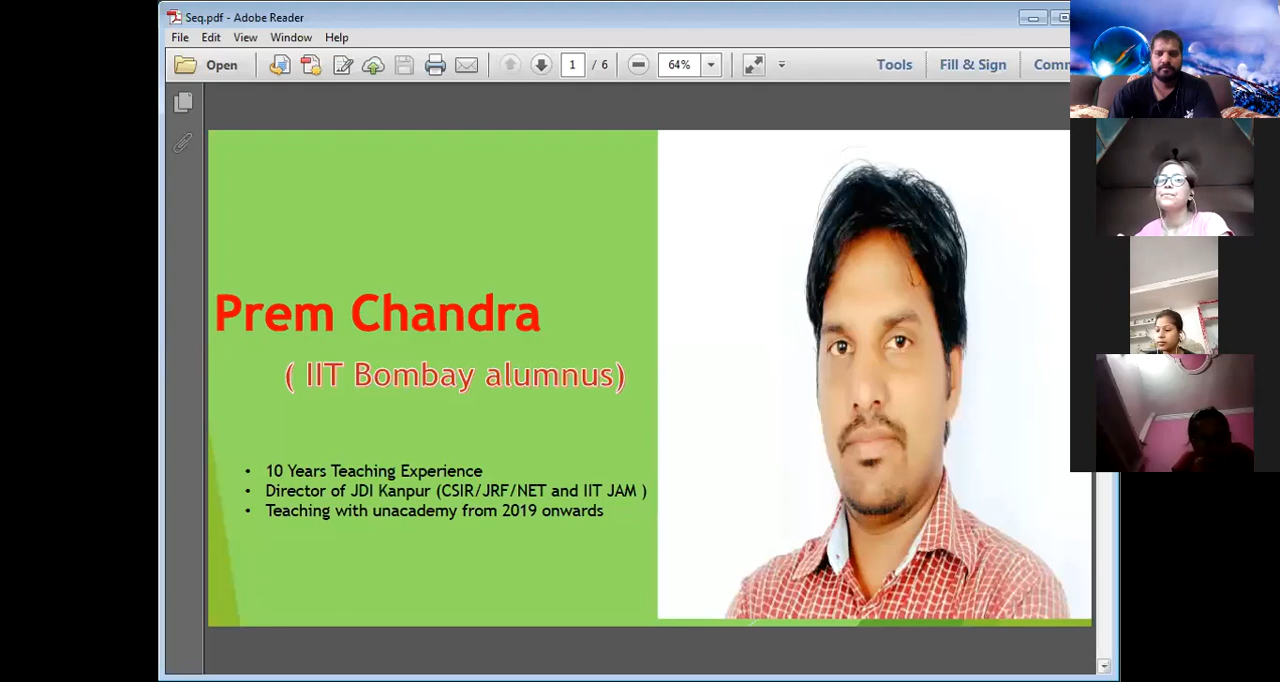 Seq.pdf - Adobe Reader
File Edit View Window Help
Open 1 / 6 64% Tools Fill & Sign
Prem Chandra
( IIT Bombay alumnus)
• 10 Years Teaching Experience
• Director of JDI Kanpur (CSIR/JRF/NET and IIT JAM )
• Teaching with unacademy from 2019 onwards